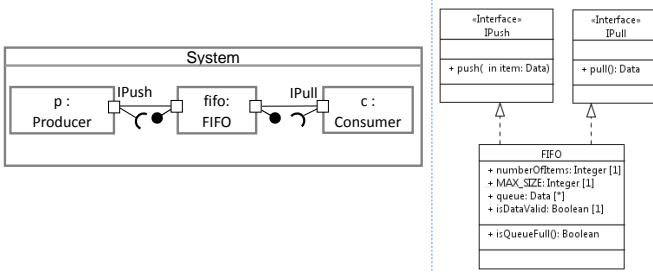 System
p :
Producer
IPush
fifo:
FIFO
IPull
c :
Consumer
«Interface»
IPush
+ push( in item: Data)
«Interface»
IPull
+ pull(): Data
FIFO
+ numberOfItems: Integer [1]
+ MAX_SIZE: Integer [1]
+ queue: Data [*]
+ isDataValid: Boolean [1]
+ isQueueFull(): Boolean